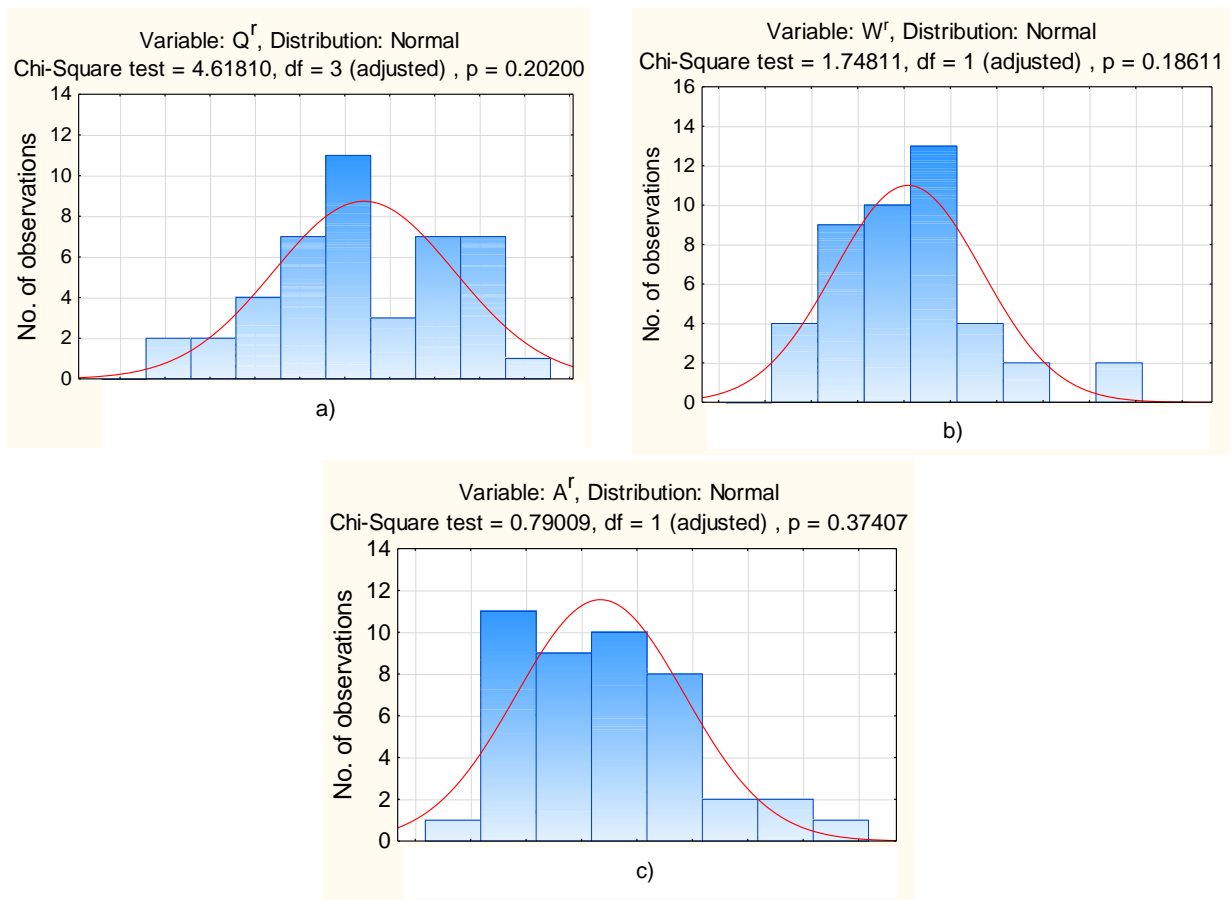 Variable: Qʳ, Distribution: Normal
Chi-Square test = 4.61810, df = 3 (adjusted) , p = 0.20200
14
12
10
8
6
4
2
0
No. of observations
a)
Variable: Wʳ, Distribution: Normal
Chi-Square test = 1.74811, df = 1 (adjusted) , p = 0.18611
16
14
12
10
8
6
4
2
0
No. of observations
b)
Variable: Aʳ, Distribution: Normal
Chi-Square test = 0.79009, df = 1 (adjusted) , p = 0.37407
14
12
10
8
6
4
2
0
No. of observations
c)